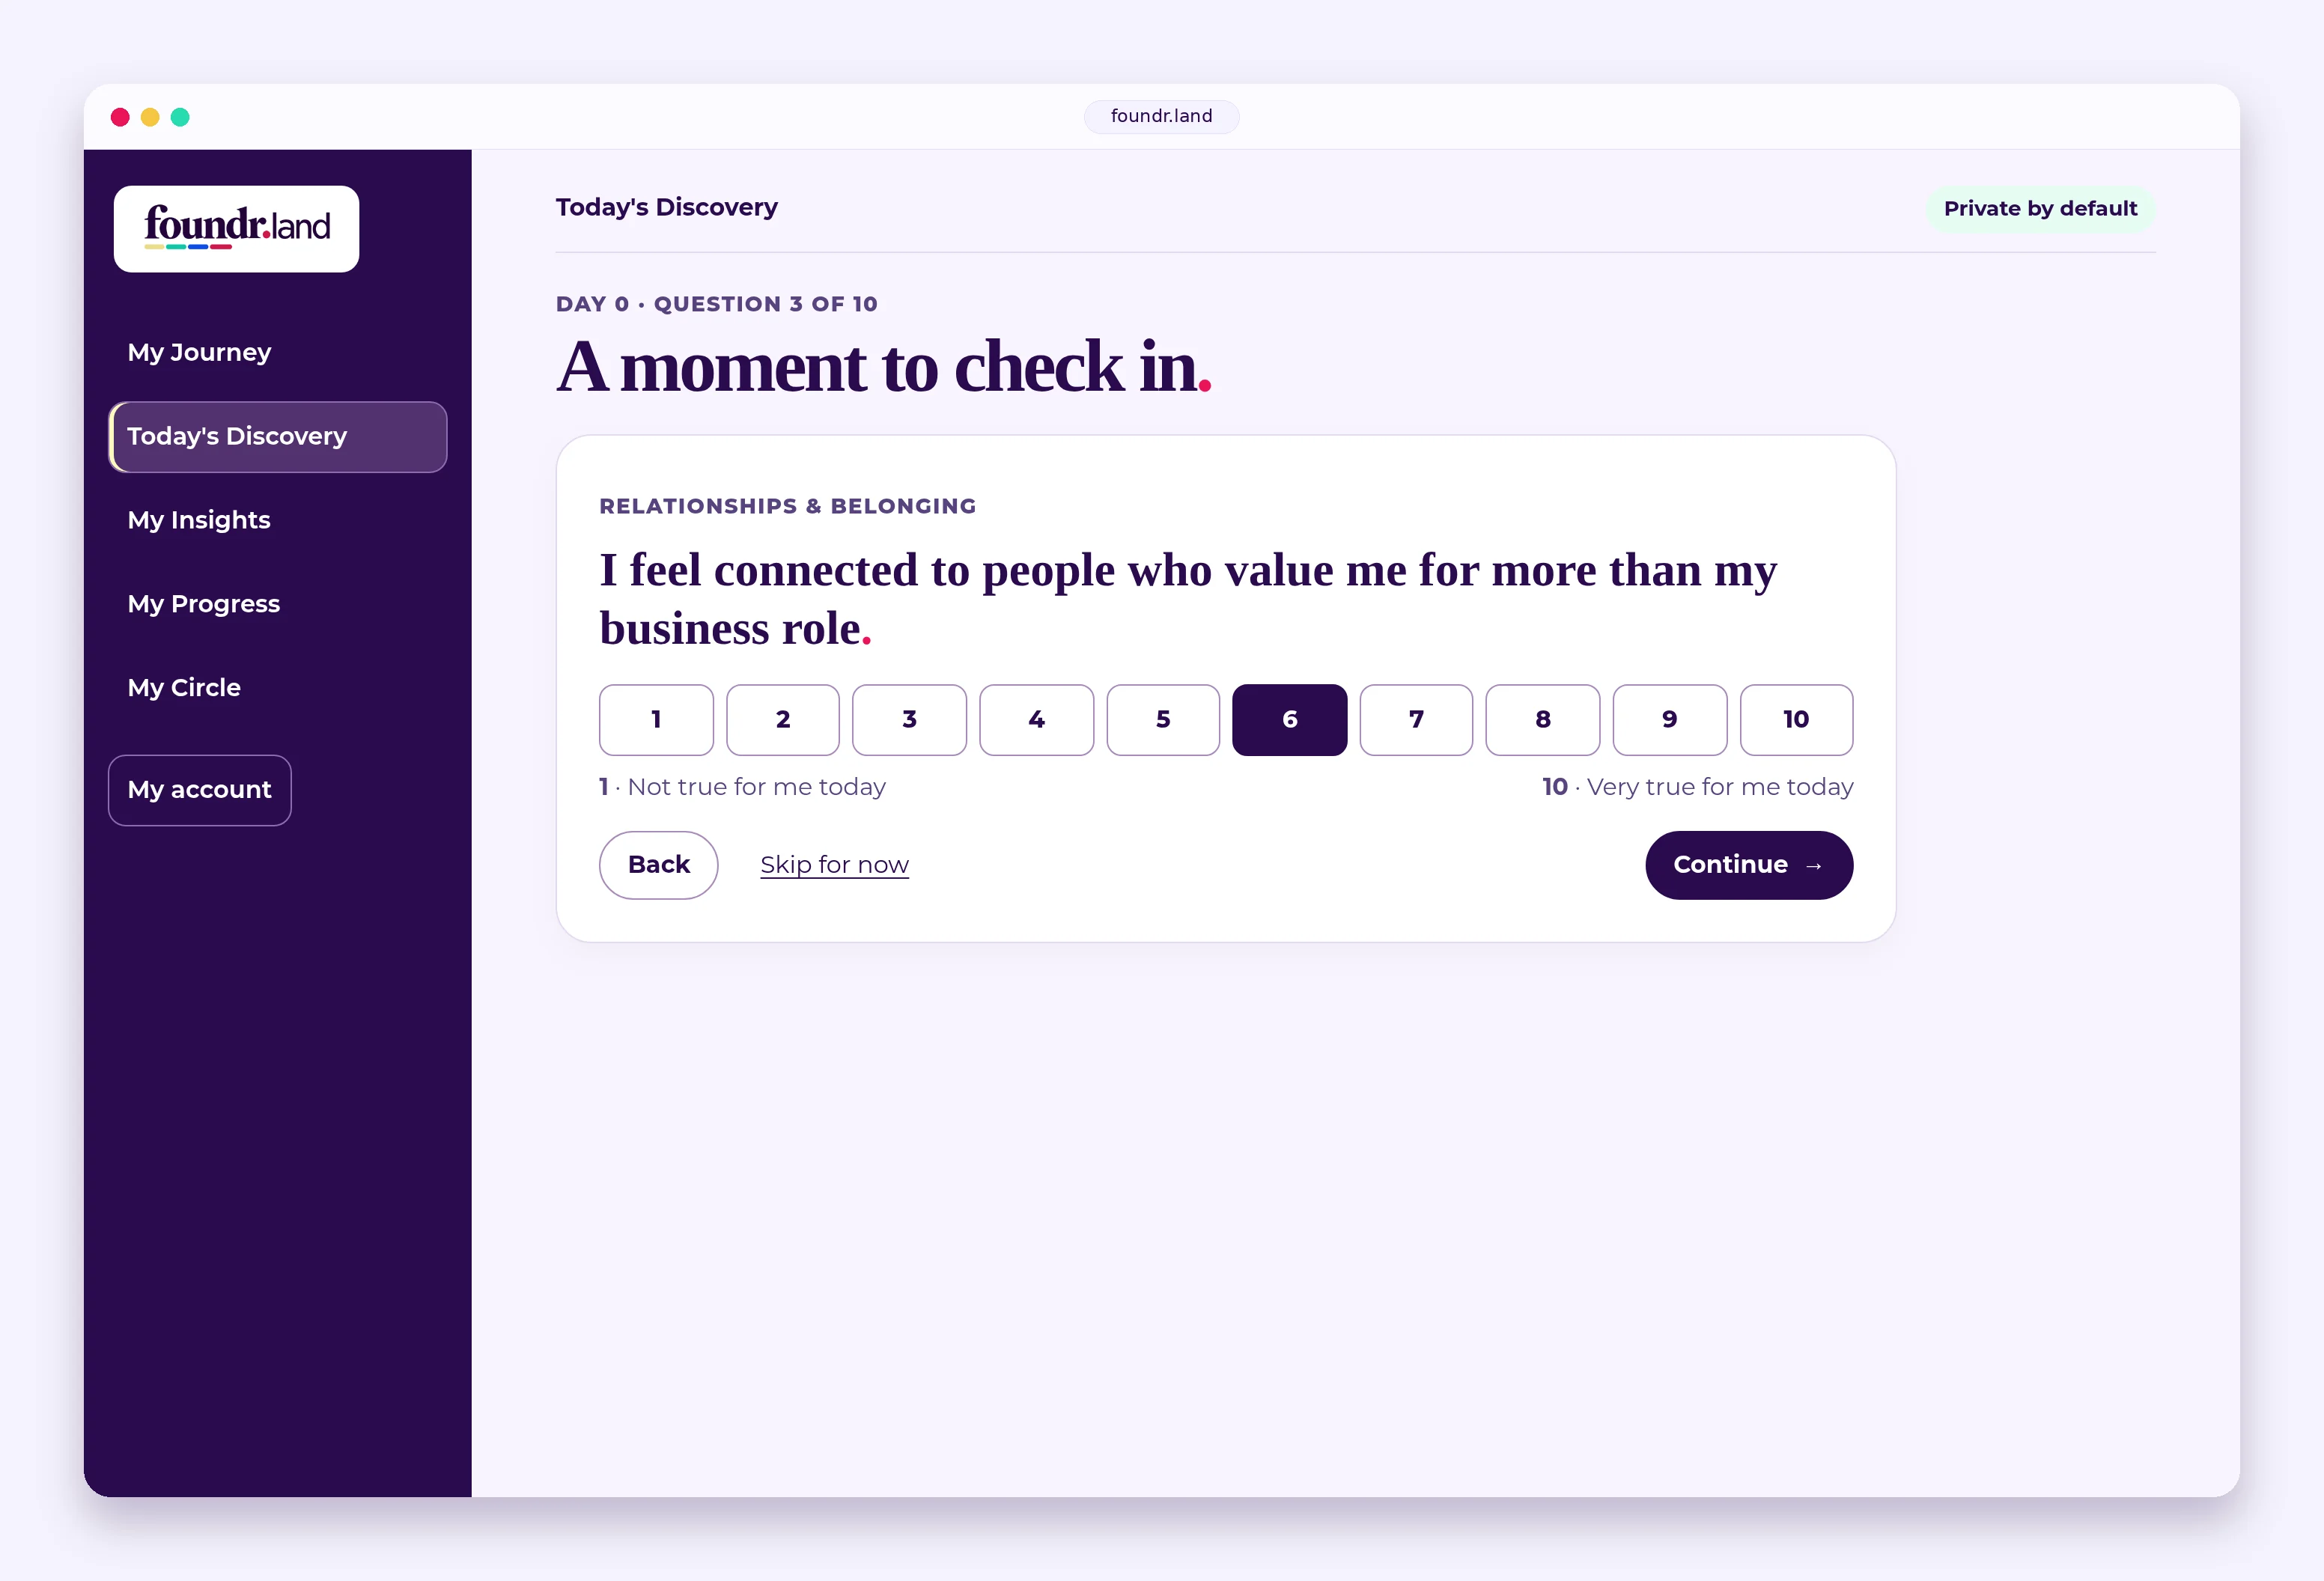 foundr.land
foundr.land
My Journey
Today's Discovery
My Insights
My Progress
My Circle
My account
Today's Discovery
Private by default
DAY 0 · QUESTION 3 OF 10
A moment to check in.
RELATIONSHIPS & BELONGING
I feel connected to people who value me for more than my
business role.
1 2 3 4 5 6 7 8 9 10
1 · Not true for me today
10 · Very true for me today
Back
Skip for now
Continue →